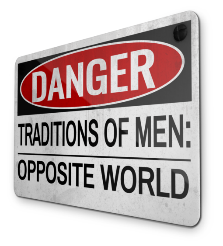 DANGER
TRADITIONS OF MEN:
OPPOSITE WORLD